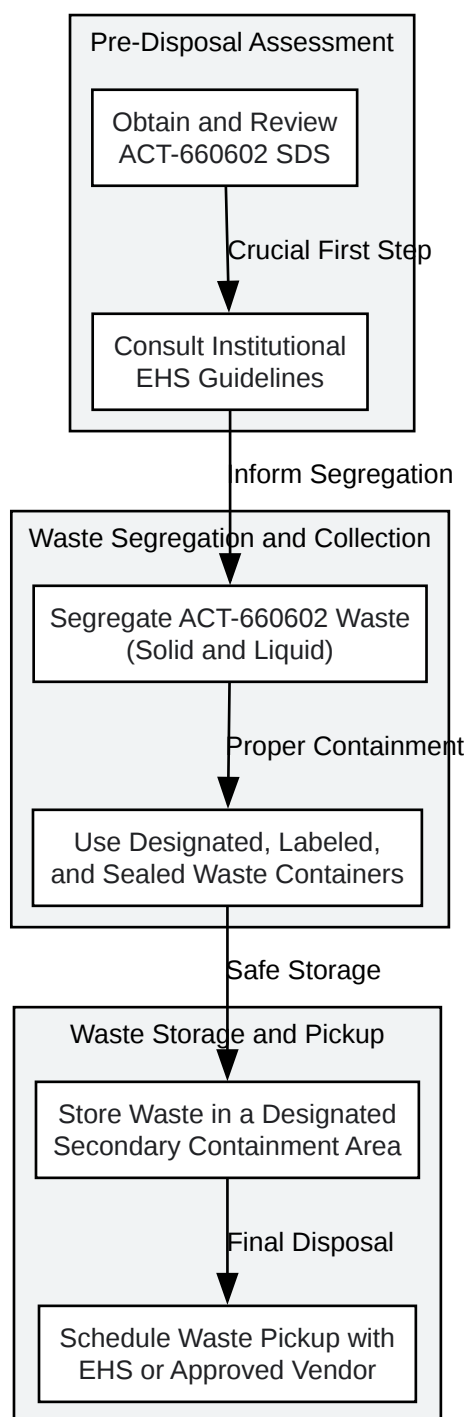 Pre-Disposal Assessment
Obtain and Review
ACT-660602 SDS
Crucial First Step
Consult Institutional
EHS Guidelines
Inform Segregation
Waste Segregation and Collection
Segregate ACT-660602 Waste
(Solid and Liquid)
Proper Containment
Use Designated, Labeled,
and Sealed Waste Containers
Safe Storage
Waste Storage and Pickup
Store Waste in a Designated
Secondary Containment Area
Final Disposal
Schedule Waste Pickup with
EHS or Approved Vendor